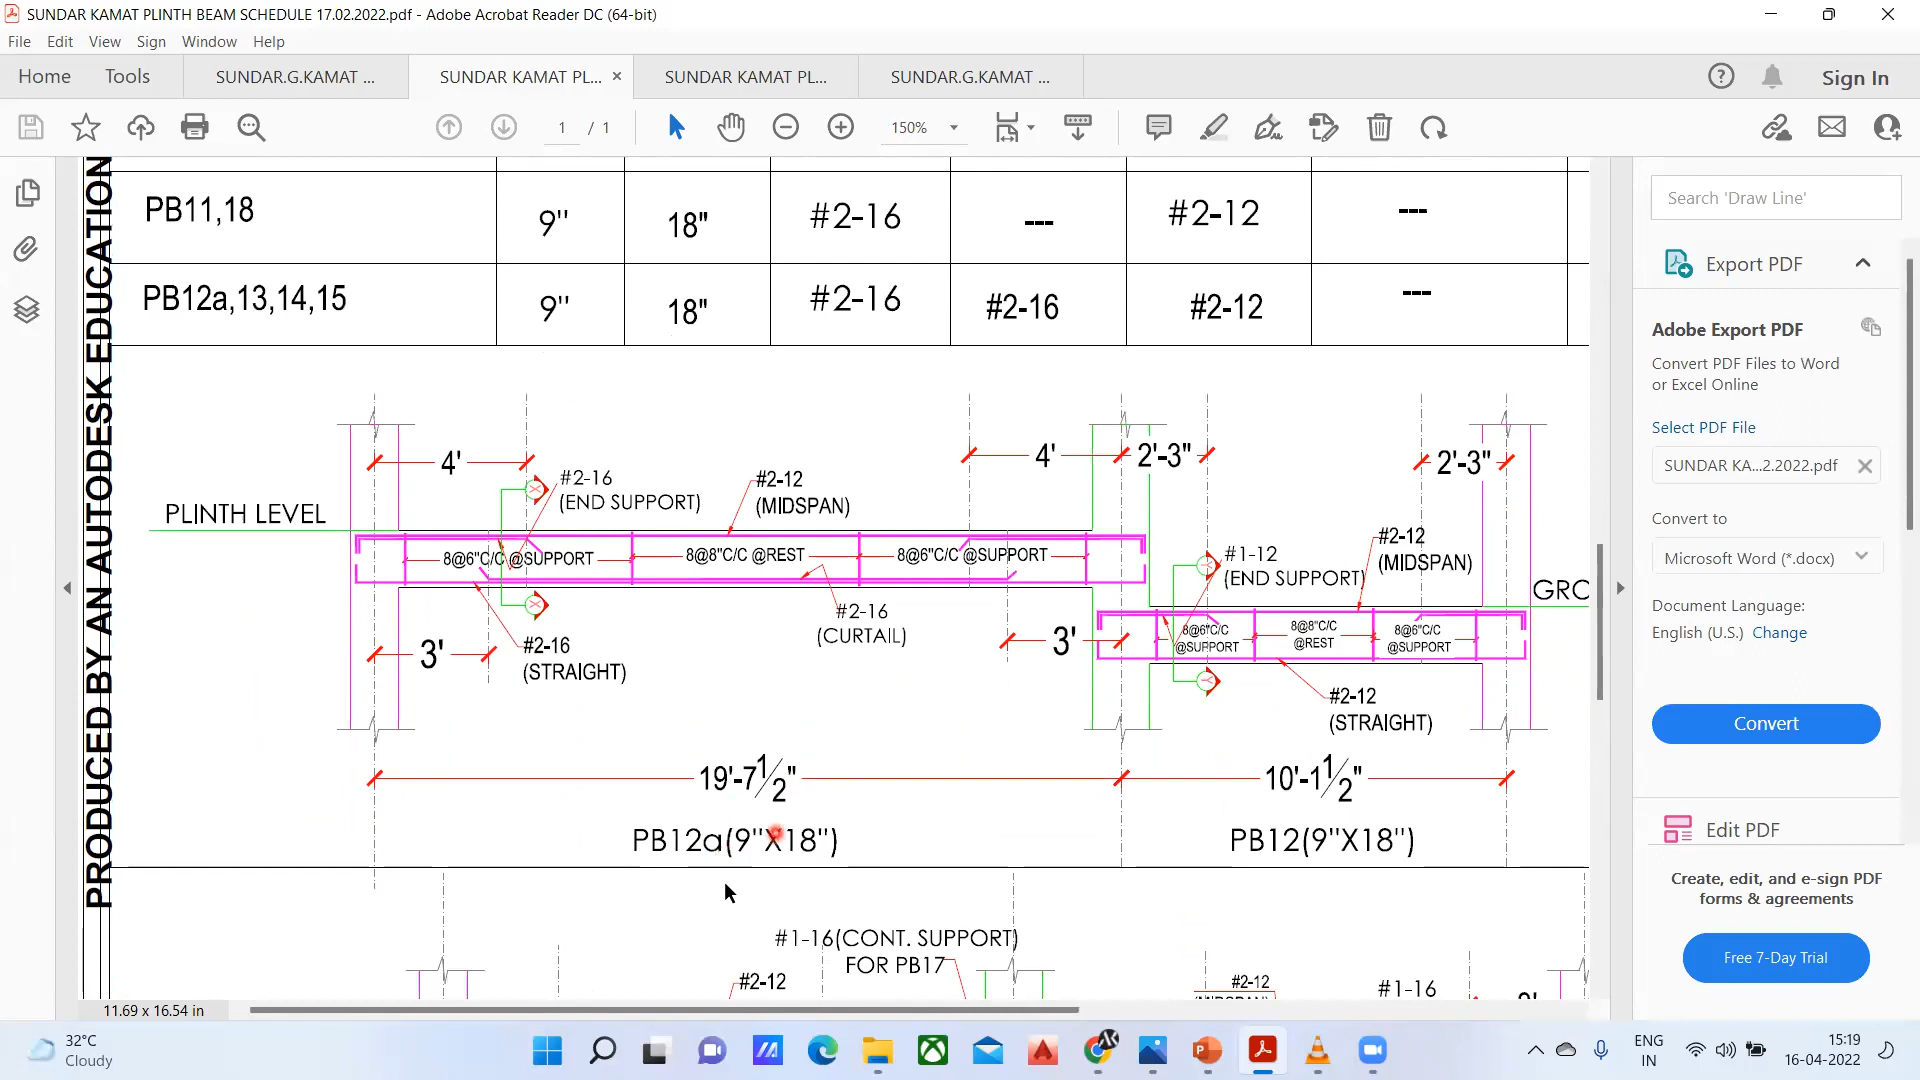 SUNDAR KAMAT PLINTH BEAM SCHEDULE 17.02.2022.pdf - Adobe Acrobat Reader DC (64-bit)
File Edit View Sign Window Help
Home Tools SUNDAR.G.KAMAT ... SUNDAR KAMAT PL... × SUNDAR KAMAT PL... SUNDAR.G.KAMAT ... Sign In
1 / 1 150%
PRODUCED BY AN AUTODESK EDUCATION
PB11,18 9" 18" #2-16 --- #2-12 ---
PB12a,13,14,15 9" 18" #2-16 #2-16 #2-12 ---
4' 4' 2'-3" 2'-3"
#2-16
(END SUPPORT)
#2-12
(MIDSPAN)
PLINTH LEVEL
8@6"C/C @SUPPORT 8@8"C/C @REST 8@6"C/C @SUPPORT
#1-12
(END SUPPORT)
#2-12
(MIDSPAN)
GRO
X
X
3'
#2-16
(STRAIGHT)
#2-16
(CURTAIL)
3'
8@6"C/C
@SUPPORT
8@8"C/C
@REST
8@6"C/C
@SUPPORT
Y
Y
#2-12
(STRAIGHT)
19'-7 1/2" 10'-1 1/2"
PB12a(9"X18") PB12(9"X18")
#1-16(CONT. SUPPORT)
FOR PB17
#2-12
#2-12
#1-16
11.69 x 16.54 in
Search 'Draw Line'
Export PDF
Adobe Export PDF
Convert PDF Files to Word
or Excel Online
Select PDF File
SUNDAR KA...2.2022.pdf
Convert to
Microsoft Word (*.docx)
Document Language:
English (U.S.) Change
Convert
Edit PDF
Create, edit, and e-sign PDF
forms & agreements
Free 7-Day Trial
32°C
Cloudy
ENG
IN
15:19
16-04-2022